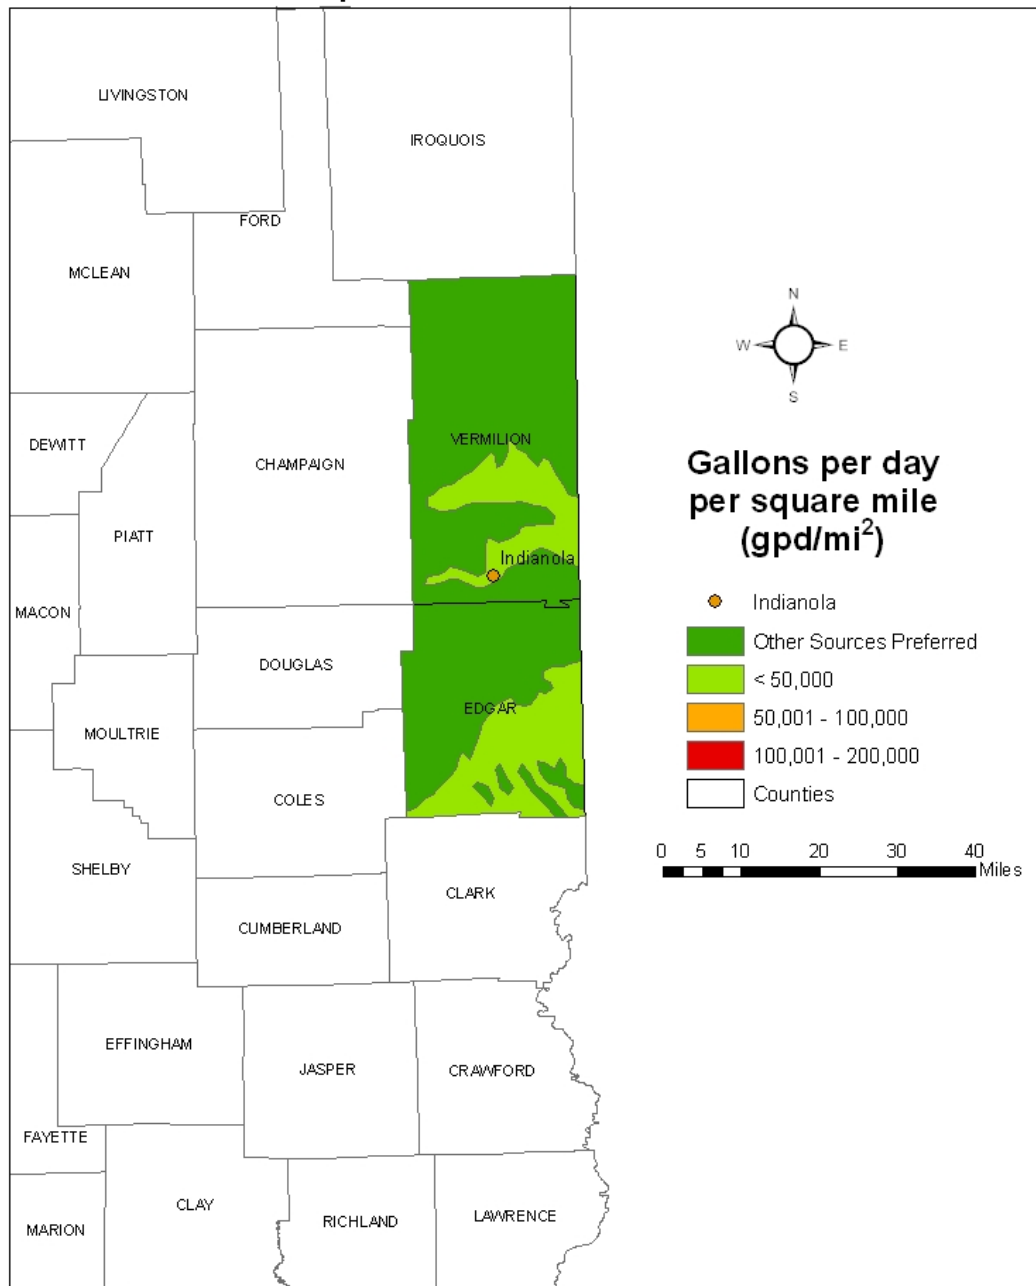 LIVINGSTON
IROQUOIS
FORD
MCLEAN
N
W E
S
DEWITT
VERMILION
CHAMPAIGN
Gallons per day
per square mile
(gpd/mi²)
PIATT
Indianola
Indianola
MACON
Other Sources Preferred
DOUGLAS
< 50,000
EDGAR
50,001 - 100,000
MOULTRIE
100,001 - 200,000
COLES
Counties
0 5 10 20 30 40
Miles
SHELBY
CLARK
CUMBERLAND
EFFINGHAM
JASPER
CRAWFORD
FAYETTE
CLAY
LAWRENCE
RICHLAND
MARION